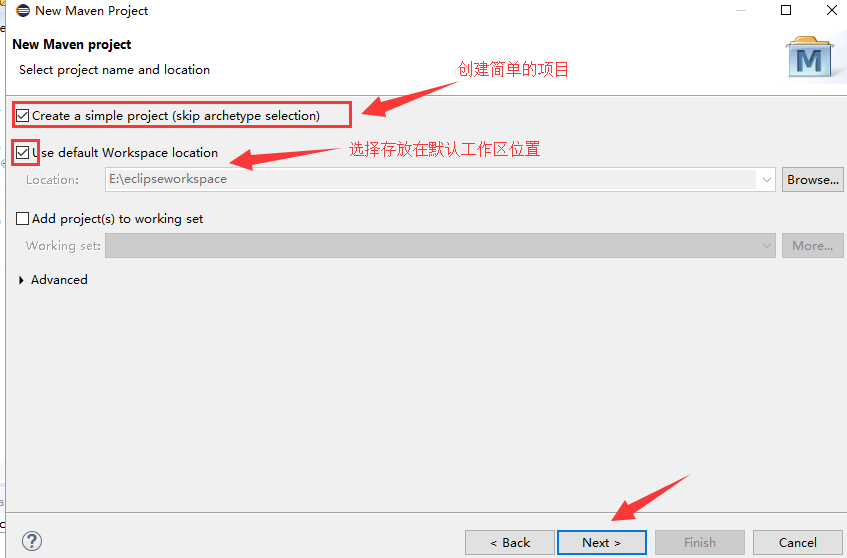 New Maven Project
New Maven project
Select project name and location
M
创建简单的项目
Create a simple project (skip archetype selection)
选择存放在默认工作区位置
Use default Workspace location
Location: E:\eclipseworkspace Browse...
Add project(s) to working set
Working set: More...
Advanced
? < Back Next > Finish Cancel